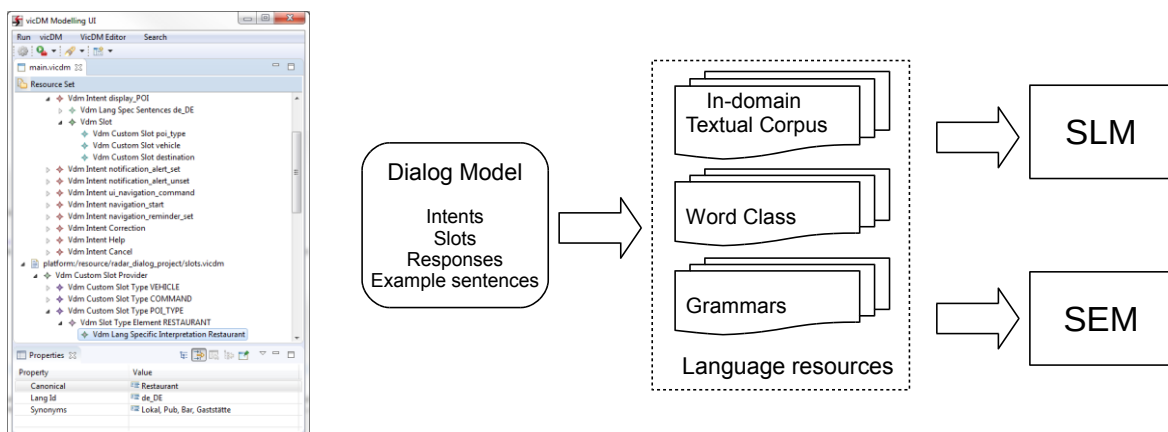 vicDM Modelling UI
Run vicDM VicDM Editor Search
main.vicdm
Resource Set
Vdm Intent display_POI
Vdm Lang Spec Sentences de_DE
Vdm Slot
Vdm Custom Slot poi_type
Vdm Custom Slot vehicle
Vdm Custom Slot destination
Vdm Intent notification_alert_set
Vdm Intent notification_alert_unset
Vdm Intent ui_navigation_command
Vdm Intent navigation_start
Vdm Intent navigation_reminder_set
Vdm Intent Correction
Vdm Intent Help
Vdm Intent Cancel
platform:/resource/radar_dialog_project/slots.vicdm
Vdm Custom Slot Provider
Vdm Custom Slot Type VEHICLE
Vdm Custom Slot Type COMMAND
Vdm Custom Slot Type POI_TYPE
Vdm Slot Type Element RESTAURANT
Vdm Lang Specific Interpretation Restaurant
Properties
Property Value
Canonical Restaurant
Lang Id de_DE
Synonyms Lokal, Pub, Bar, Gaststätte
Dialog Model
Intents
Slots
Responses
Example sentences
In-domain
Textual Corpus
Word Class
Grammars
Language resources
SLM
SEM